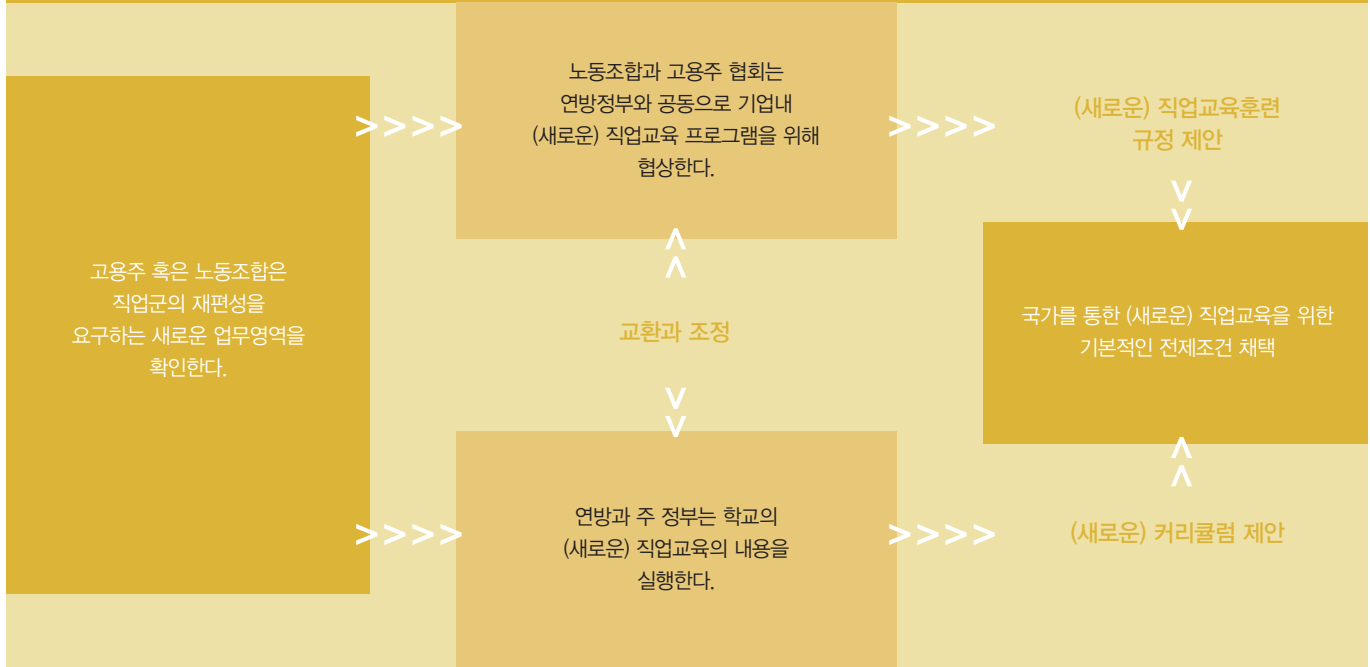 고용주 혹은 노동조합은
직업군의 재편성을
요구하는 새로운 업무영역을
확인한다.
>>>>
노동조합과 고용주 협회는
연방정부와 공동으로 기업내
(새로운) 직업교육 프로그램을 위해
협상한다.
>>>>
(새로운) 직업교육훈련
규정 제안
교환과 조정
국가를 통한 (새로운) 직업교육을 위한
기본적인 전제조건 채택
>>>>
연방과 주 정부는 학교의
(새로운) 직업교육의 내용을
실행한다.
>>>>
(새로운) 커리큘럼 제안